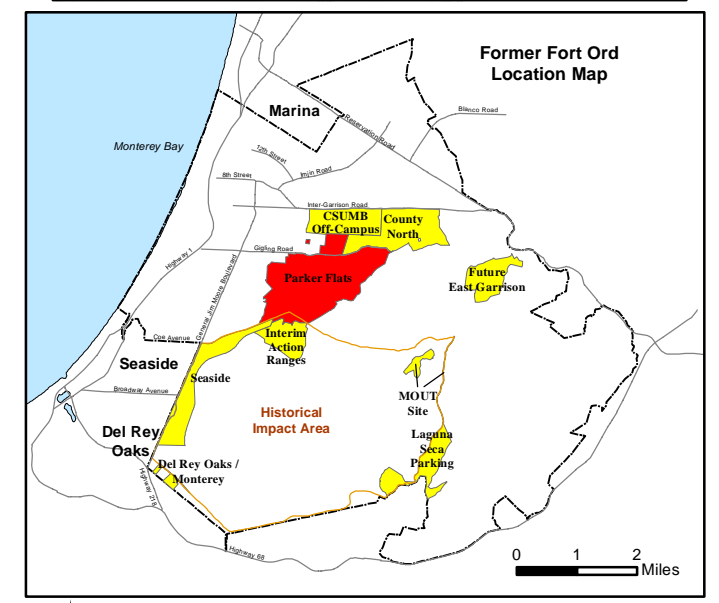 Former Fort Ord
Location Map
Marina
Blanco Road
Reservation Road
Monterey Bay
12th Street
Imjin Road
8th Street
Inter-Garrison Road
CSUMB
Off-Campus
County
North
Gigling Road
Highway 1
Parker Flats
Future
East Garrison
General Jim Moore Boulevard
Coe Avenue
Interim
Action
Ranges
Seaside
Seaside
Broadway Avenue
MOUT
Site
Historical
Impact Area
Del Rey
Oaks
Laguna
Seca
Parking
Del Rey Oaks /
Monterey
Highway 218
Highway 68
0 1 2
Miles